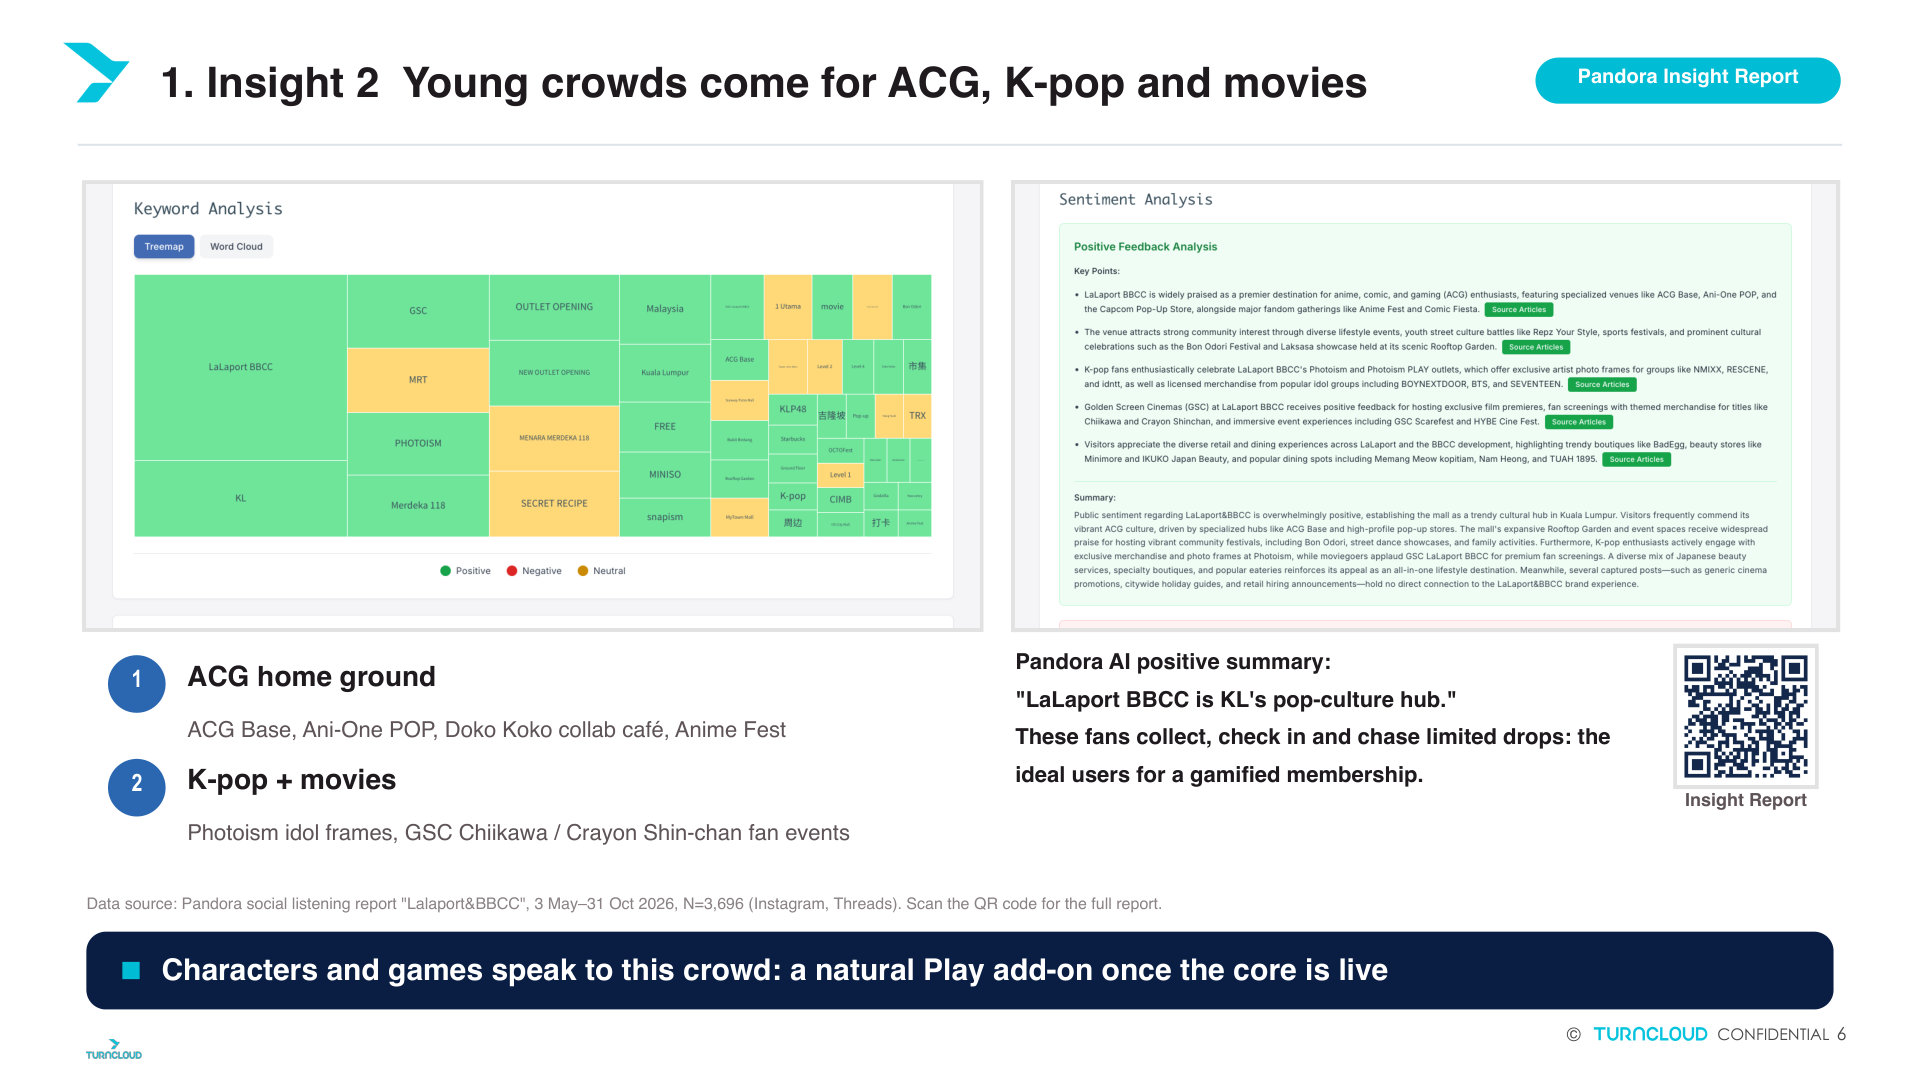 1. Insight 2 Young crowds come for ACG, K-pop and movies
Pandora Insight Report
Keyword Analysis
Treemap
Word Cloud
LaLaport BBCC
KL
GSC
MRT
PHOTOISM
Merdeka 118
OUTLET OPENING
NEW OUTLET OPENING
MENARA MERDEKA 118
SECRET RECIPE
Malaysia
Kuala Lumpur
FREE
MINISO
snapism
ACG Base
MyTown Mall
1 Utama
movie
Bon Odori
Level 2
市集
KLP48
吉隆坡
Pop-up
TRX
Starbucks
OCTOFest
Ground Floor
Level 1
K-pop
CIMB
周边
打卡
Rooftop Garden
Positive
Negative
Neutral
Sentiment Analysis
Positive Feedback Analysis
Key Points:
• LaLaport BBCC is widely praised as a premier destination for anime, comic, and gaming (ACG) enthusiasts, featuring specialized venues like ACG Base, Ani-One POP, and
the Capcom Pop-Up Store, alongside major fandom gatherings like Anime Fest and Comic Fiesta. Source Articles
• The venue attracts strong community interest through diverse lifestyle events, youth street culture battles like Repz Your Style, sports festivals, and prominent cultural
celebrations such as the Bon Odori Festival and Laksasa showcase held at its scenic Rooftop Garden. Source Articles
• K-pop fans enthusiastically celebrate LaLaport BBCC's Photoism and Photoism PLAY outlets, which offer exclusive artist photo frames for groups like NMIXX, RESCENE,
and idntt, as well as licensed merchandise from popular idol groups including BOYNEXTDOOR, BTS, and SEVENTEEN. Source Articles
• Golden Screen Cinemas (GSC) at LaLaport BBCC receives positive feedback for hosting exclusive film premieres, fan screenings with themed merchandise for titles like
Chiikawa and Crayon Shinchan, and immersive event experiences including GSC Scarefest and HYBE Cine Fest. Source Articles
• Visitors appreciate the diverse retail and dining experiences across LaLaport and the BBCC development, highlighting trendy boutiques like BadEgg, beauty stores like
Minimore and IKUKO Japan Beauty, and popular dining spots including Memang Meow kopitiam, Nam Heong, and TUAH 1895. Source Articles
Summary:
Public sentiment regarding LaLaport&BBCC is overwhelmingly positive, establishing the mall as a trendy cultural hub in Kuala Lumpur. Visitors frequently commend its
vibrant ACG culture, driven by specialized hubs like ACG Base and high-profile pop-up stores. The mall's expansive Rooftop Garden and event spaces receive widespread
praise for hosting vibrant community festivals, including Bon Odori, street dance showcases, and family activities. Furthermore, K-pop enthusiasts actively engage with
exclusive merchandise and photo frames at Photoism, while moviegoers applaud GSC LaLaport BBCC for premium fan screenings. A diverse mix of Japanese beauty
services, specialty boutiques, and popular eateries reinforces its appeal as an all-in-one lifestyle destination. Meanwhile, several captured posts—such as generic cinema
promotions, citywide holiday guides, and retail hiring announcements—hold no direct connection to the LaLaport&BBCC brand experience.
1
ACG home ground
ACG Base, Ani-One POP, Doko Koko collab café, Anime Fest
2
K-pop + movies
Photoism idol frames, GSC Chiikawa / Crayon Shin-chan fan events
Pandora AI positive summary:
"LaLaport BBCC is KL's pop-culture hub."
These fans collect, check in and chase limited drops: the
ideal users for a gamified membership.
Insight Report
Data source: Pandora social listening report "Lalaport&BBCC", 3 May–31 Oct 2026, N=3,696 (Instagram, Threads). Scan the QR code for the full report.
Characters and games speak to this crowd: a natural Play add-on once the core is live
TURNCLOUD
© TURNCLOUD CONFIDENTIAL 6